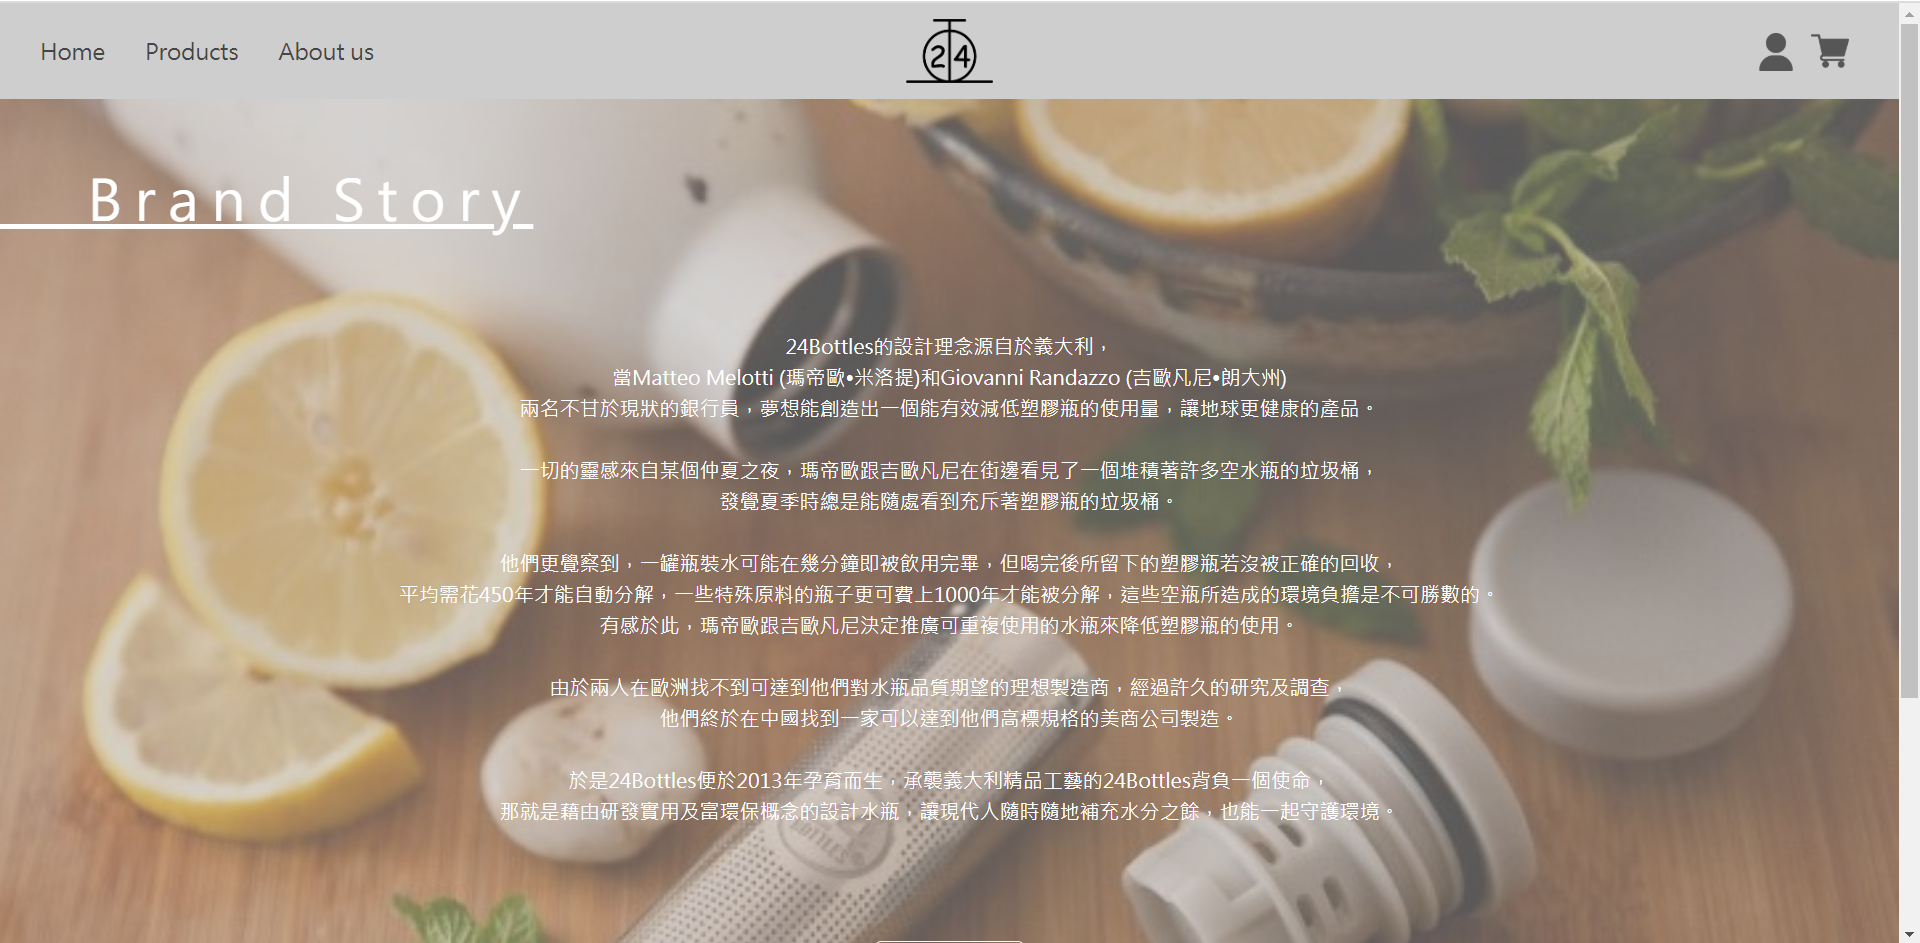 Home
Products
About us
24
Brand Story
24Bottles的設計理念源自於義大利，
當Matteo Melotti (瑪帝歐•米洛提)和Giovanni Randazzo (吉歐凡尼•朗大州)
兩名不甘於現狀的銀行員，夢想能創造出一個能有效減低塑膠瓶的使用量，讓地球更健康的產品。
一切的靈感來自某個仲夏之夜，瑪帝歐跟吉歐凡尼在街邊看見了一個堆積著許多空水瓶的垃圾桶，
發覺夏季時總是能隨處看到充斥著塑膠瓶的垃圾桶。
他們更覺察到，一罐瓶裝水可能在幾分鐘即被飲用完畢，但喝完後所留下的塑膠瓶若沒被正確的回收，
平均需花450年才能自動分解，一些特殊原料的瓶子更可費上1000年才能被分解，這些空瓶所造成的環境負擔是不可勝數的。
有感於此，瑪帝歐跟吉歐凡尼決定推廣可重複使用的水瓶來降低塑膠瓶的使用。
由於兩人在歐洲找不到可達到他們對水瓶品質期望的理想製造商，經過許久的研究及調查，
他們終於在中國找到一家可以達到他們高標規格的美商公司製造。
於是24Bottles便於2013年孕育而生，承襲義大利精品工藝的24Bottles背負一個使命，
那就是藉由研發實用及富環保概念的設計水瓶，讓現代人隨時隨地補充水分之餘，也能一起守護環境。